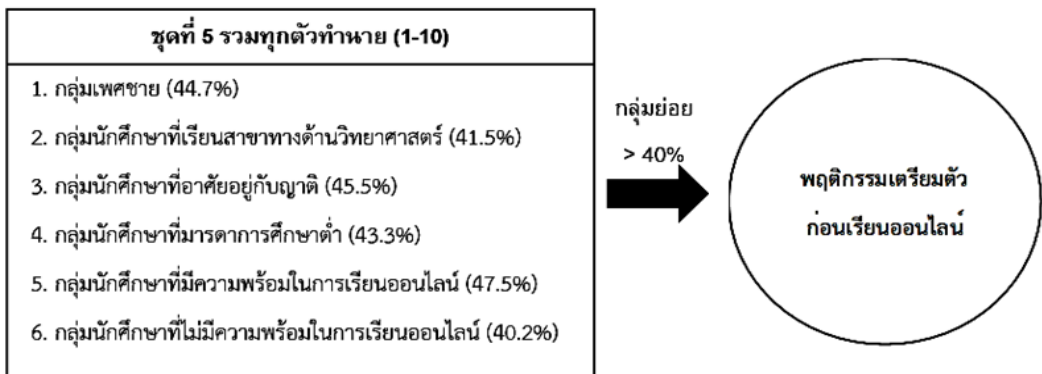 ชุดที่ 5 รวมทุกตัวทำนาย (1-10)
1. กลุ่มเพศชาย (44.7%)
2. กลุ่มนักศึกษาที่เรียนสาขาทางด้านวิทยาศาสตร์ (41.5%)
3. กลุ่มนักศึกษาที่อาศัยอยู่กับญาติ (45.5%)
4. กลุ่มนักศึกษาที่มารดาการศึกษาต่ำ (43.3%)
5. กลุ่มนักศึกษาที่มีความพร้อมในการเรียนออนไลน์ (47.5%)
6. กลุ่มนักศึกษาที่ไม่มีความพร้อมในการเรียนออนไลน์ (40.2%)
กลุ่มย่อย
> 40%
พฤติกรรมเตรียมตัว
ก่อนเรียนออนไลน์